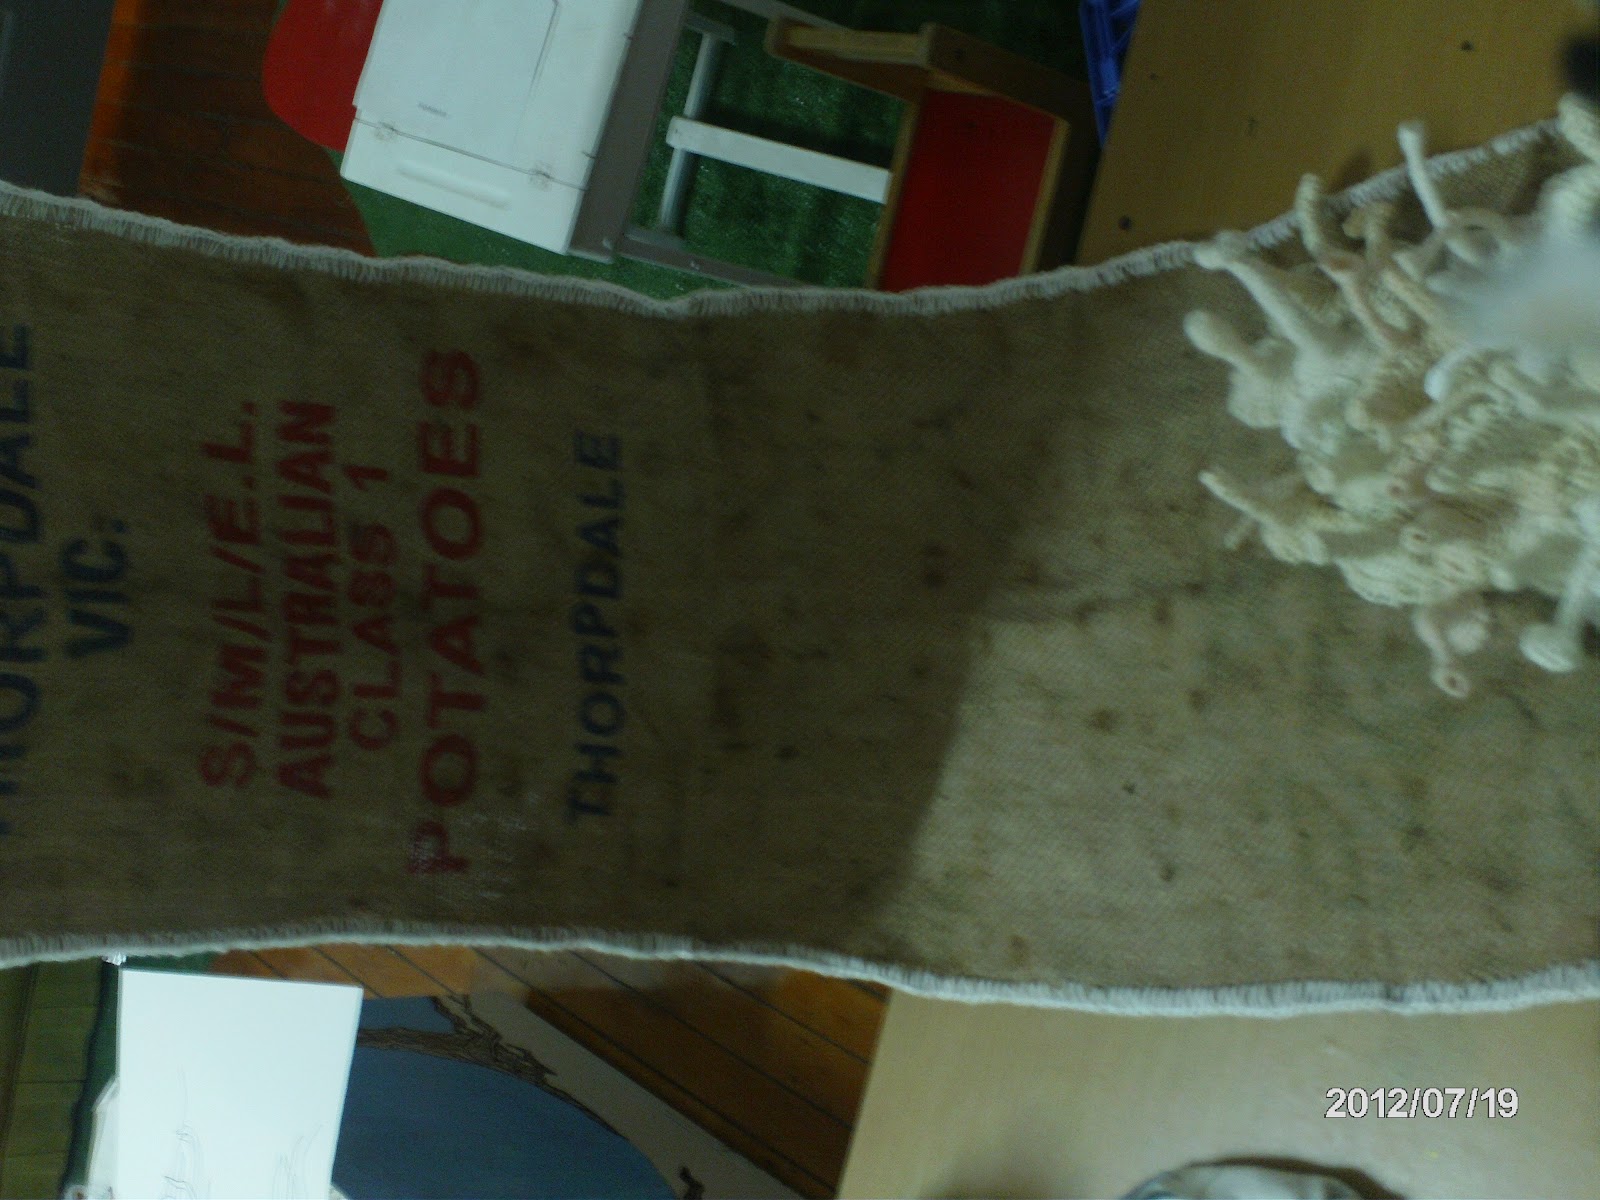 THORPDALE
VIC.
S/M/L/E.L.
AUSTRALIAN
CLASS 1
POTATOES
THORPDALE
2012/07/19